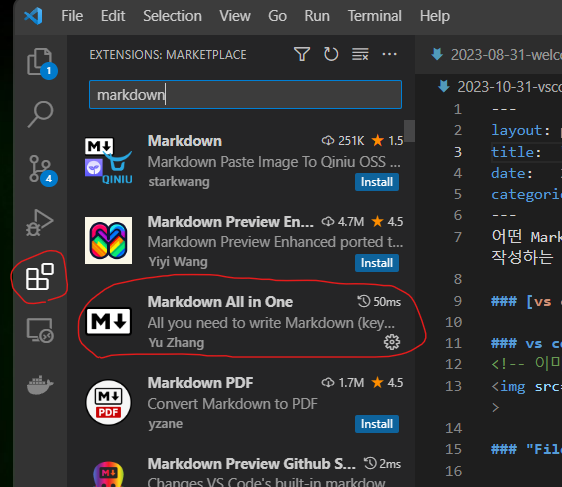 File Edit Selection View Go Run Terminal Help
EXTENSIONS: MARKETPLACE
1
markdown
4
Markdown 251K 1.5
Markdown Paste Image To Qiniu OSS ...
starkwang Install
QINIU
Markdown Preview En... 4.7M 4.5
Markdown Preview Enhanced ported t...
Yiyi Wang Install
Markdown All in One 50ms
All you need to write Markdown (key...
Yu Zhang
M
Markdown PDF 1.7M 4.5
Convert Markdown to PDF
yzane Install
M PDF
Markdown Preview Github S... 2ms
Changes VS Code's built-in markdow...
2023-08-31-welco
2023-10-31-vsco
1 ---
2 layout: p
3 title:
4 date:
5 categorie
6 ---
7 어떤 Mark
작성하는
8
9 ### [vs c
10
11 ### vs co
12 <!-- 이미
13 <img src=
>
14
15 ### "File
16